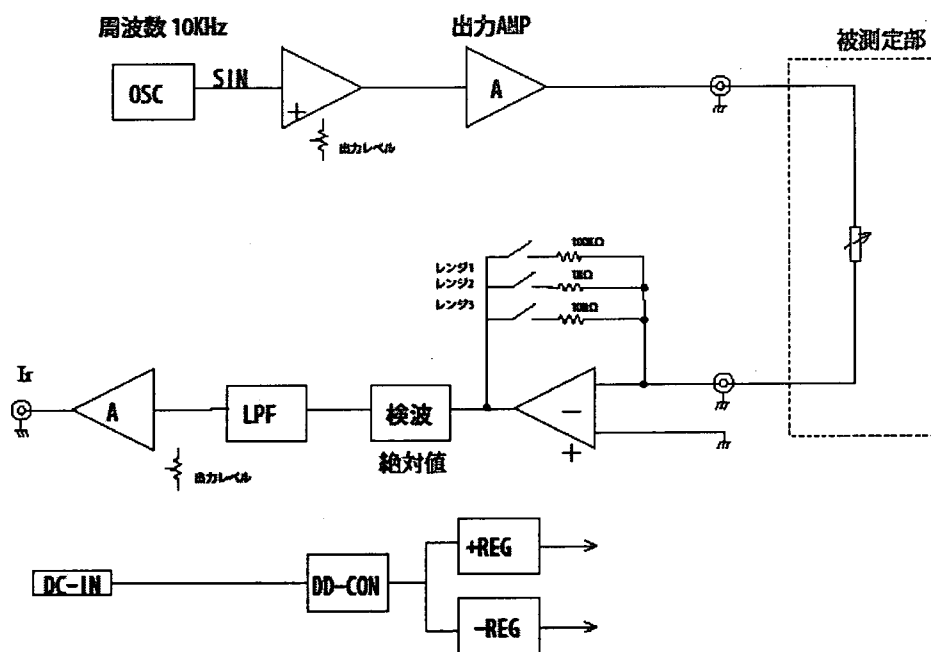 周波数 10KHz
出力AMP
被測定部
OSC
SIN
+
A
出力レベル
レンジ1
100KΩ
レンジ2
1KΩ
レンジ3
Ir
A
LPF
検波
−
+
絶対値
出力レベル
DC-IN
DD-CON
+REG
−REG